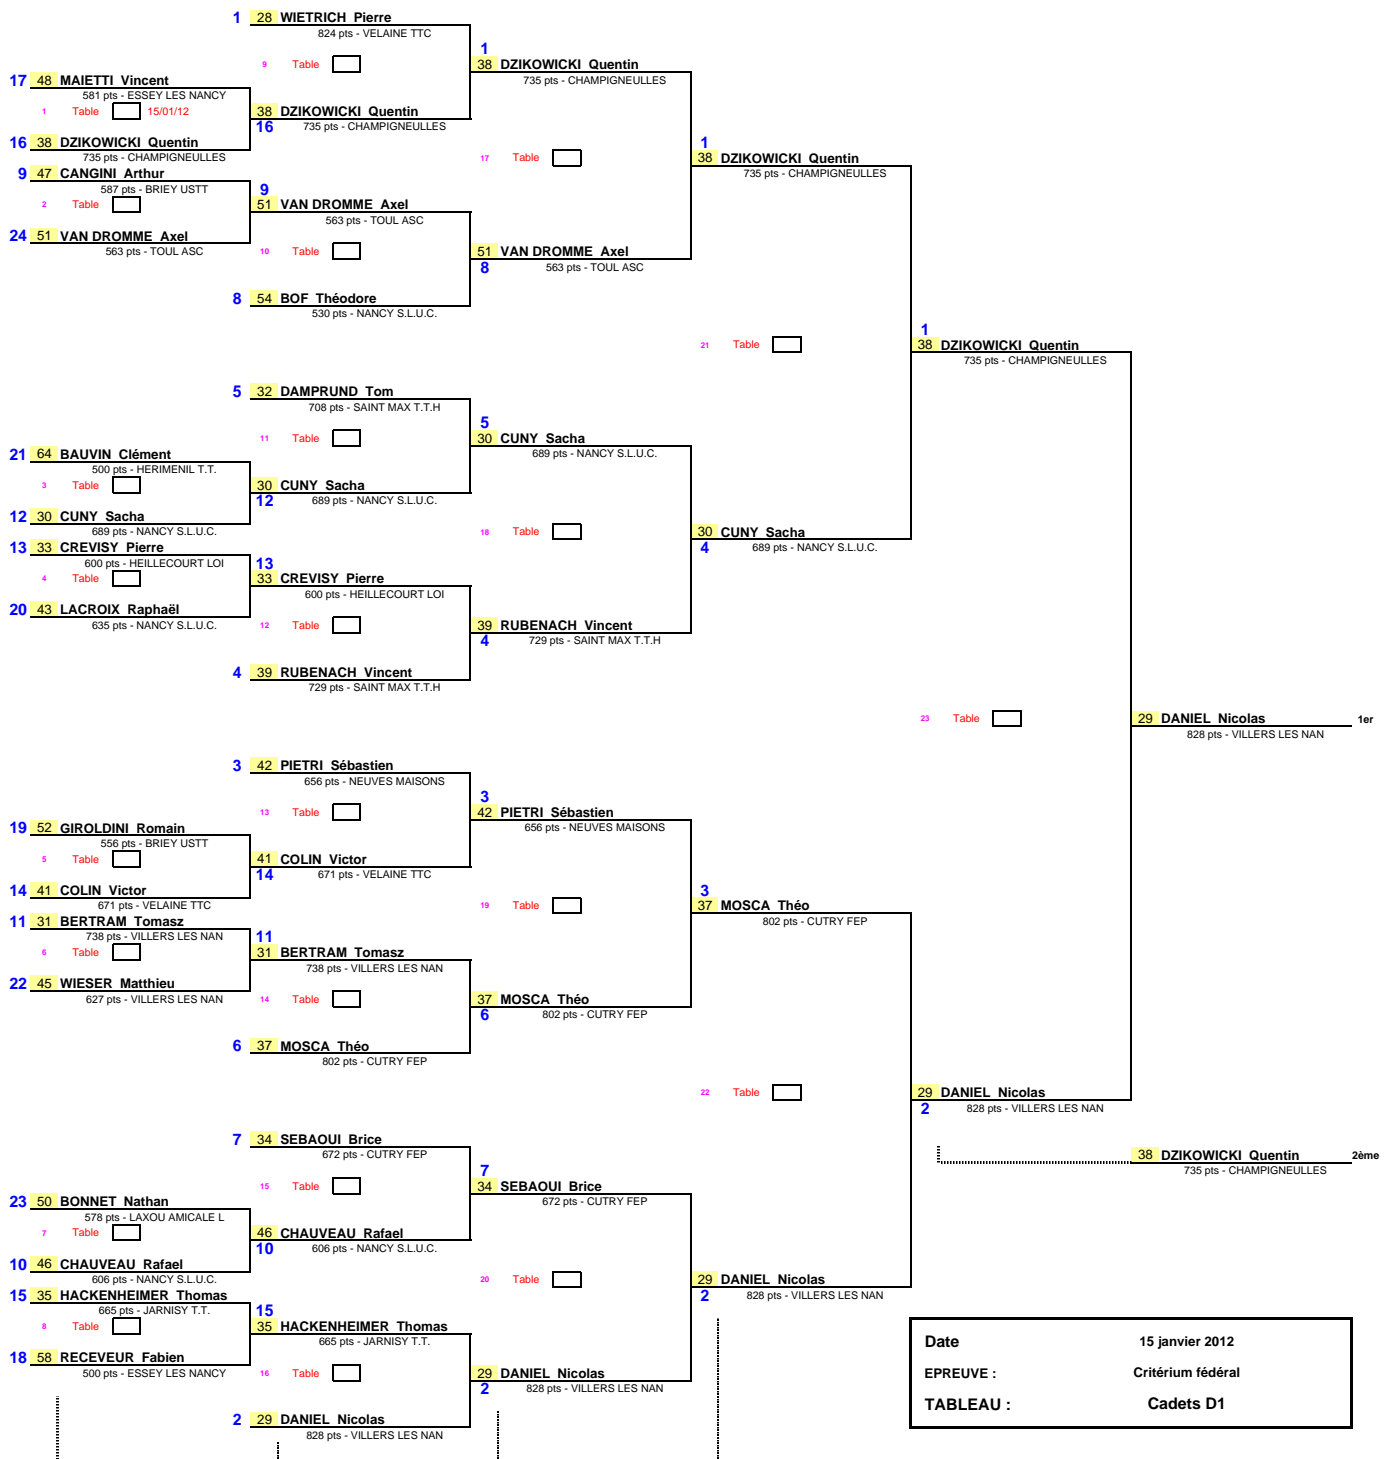 1 28 WIETRICH Pierre
824 pts - VELAINE TTC
1
9 Table
38 DZIKOWICKI Quentin
735 pts - CHAMPIGNEULLES
17 48 MAIETTI Vincent
581 pts - ESSEY LES NANCY
1 Table 15/01/12
38 DZIKOWICKI Quentin
16 735 pts - CHAMPIGNEULLES
16 38 DZIKOWICKI Quentin
735 pts - CHAMPIGNEULLES
1
17 Table
38 DZIKOWICKI Quentin
735 pts - CHAMPIGNEULLES
9 47 CANGINI Arthur
587 pts - BRIEY USTT
9
2 Table
51 VAN DROMME Axel
563 pts - TOUL ASC
24 51 VAN DROMME Axel
563 pts - TOUL ASC
10 Table
51 VAN DROMME Axel
8 563 pts - TOUL ASC
8 54 BOF Théodore
530 pts - NANCY S.L.U.C.
1
21 Table
38 DZIKOWICKI Quentin
735 pts - CHAMPIGNEULLES
5 32 DAMPRUND Tom
708 pts - SAINT MAX T.T.H
5
11 Table
30 CUNY Sacha
689 pts - NANCY S.L.U.C.
21 64 BAUVIN Clément
500 pts - HERIMENIL T.T.
3 Table
30 CUNY Sacha
12 689 pts - NANCY S.L.U.C.
12 30 CUNY Sacha
689 pts - NANCY S.L.U.C.
18 Table
30 CUNY Sacha
4 689 pts - NANCY S.L.U.C.
13 33 CREVISY Pierre
600 pts - HEILLECOURT LOI
13
4 Table
33 CREVISY Pierre
600 pts - HEILLECOURT LOI
20 43 LACROIX Raphaël
635 pts - NANCY S.L.U.C.
12 Table
39 RUBENACH Vincent
4 729 pts - SAINT MAX T.T.H
4 39 RUBENACH Vincent
729 pts - SAINT MAX T.T.H
23 Table
29 DANIEL Nicolas 1er
828 pts - VILLERS LES NAN
3 42 PIETRI Sébastien
656 pts - NEUVES MAISONS
3
13 Table
42 PIETRI Sébastien
656 pts - NEUVES MAISONS
19 52 GIROLDINI Romain
556 pts - BRIEY USTT
5 Table
41 COLIN Victor
14 671 pts - VELAINE TTC
14 41 COLIN Victor
671 pts - VELAINE TTC
3
19 Table
37 MOSCA Théo
802 pts - CUTRY FEP
11 31 BERTRAM Tomasz
738 pts - VILLERS LES NAN
11
6 Table
31 BERTRAM Tomasz
738 pts - VILLERS LES NAN
22 45 WIESER Matthieu
627 pts - VILLERS LES NAN
14 Table
37 MOSCA Théo
6 802 pts - CUTRY FEP
6 37 MOSCA Théo
802 pts - CUTRY FEP
22 Table
29 DANIEL Nicolas
2 828 pts - VILLERS LES NAN
7 34 SEBAOUI Brice
672 pts - CUTRY FEP
38 DZIKOWICKI Quentin 2ème
735 pts - CHAMPIGNEULLES
7
15 Table
34 SEBAOUI Brice
672 pts - CUTRY FEP
23 50 BONNET Nathan
578 pts - LAXOU AMICALE L
7 Table
46 CHAUVEAU Rafael
10 606 pts - NANCY S.L.U.C.
10 46 CHAUVEAU Rafael
606 pts - NANCY S.L.U.C.
20 Table
29 DANIEL Nicolas
2 828 pts - VILLERS LES NAN
15 35 HACKENHEIMER Thomas
665 pts - JARNISY T.T.
15
8 Table
35 HACKENHEIMER Thomas
665 pts - JARNISY T.T.
18 58 RECEVEUR Fabien
500 pts - ESSEY LES NANCY
16 Table
29 DANIEL Nicolas
2 828 pts - VILLERS LES NAN
2 29 DANIEL Nicolas
828 pts - VILLERS LES NAN
Date 15 janvier 2012
EPREUVE : Critérium fédéral
TABLEAU : Cadets D1